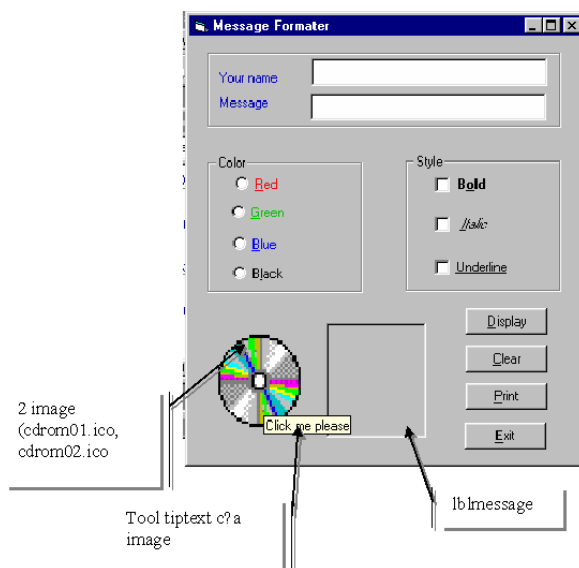 Message Formater
Your name
Message
Color
Style
Red
Bold
Green
Italic
Blue
Black
Underline
Display
Clear
Print
Click me please
Exit
2 image
(cdrom01.ico,
cdrom02.ico
Tool tiptext c?a
image
lblmessage